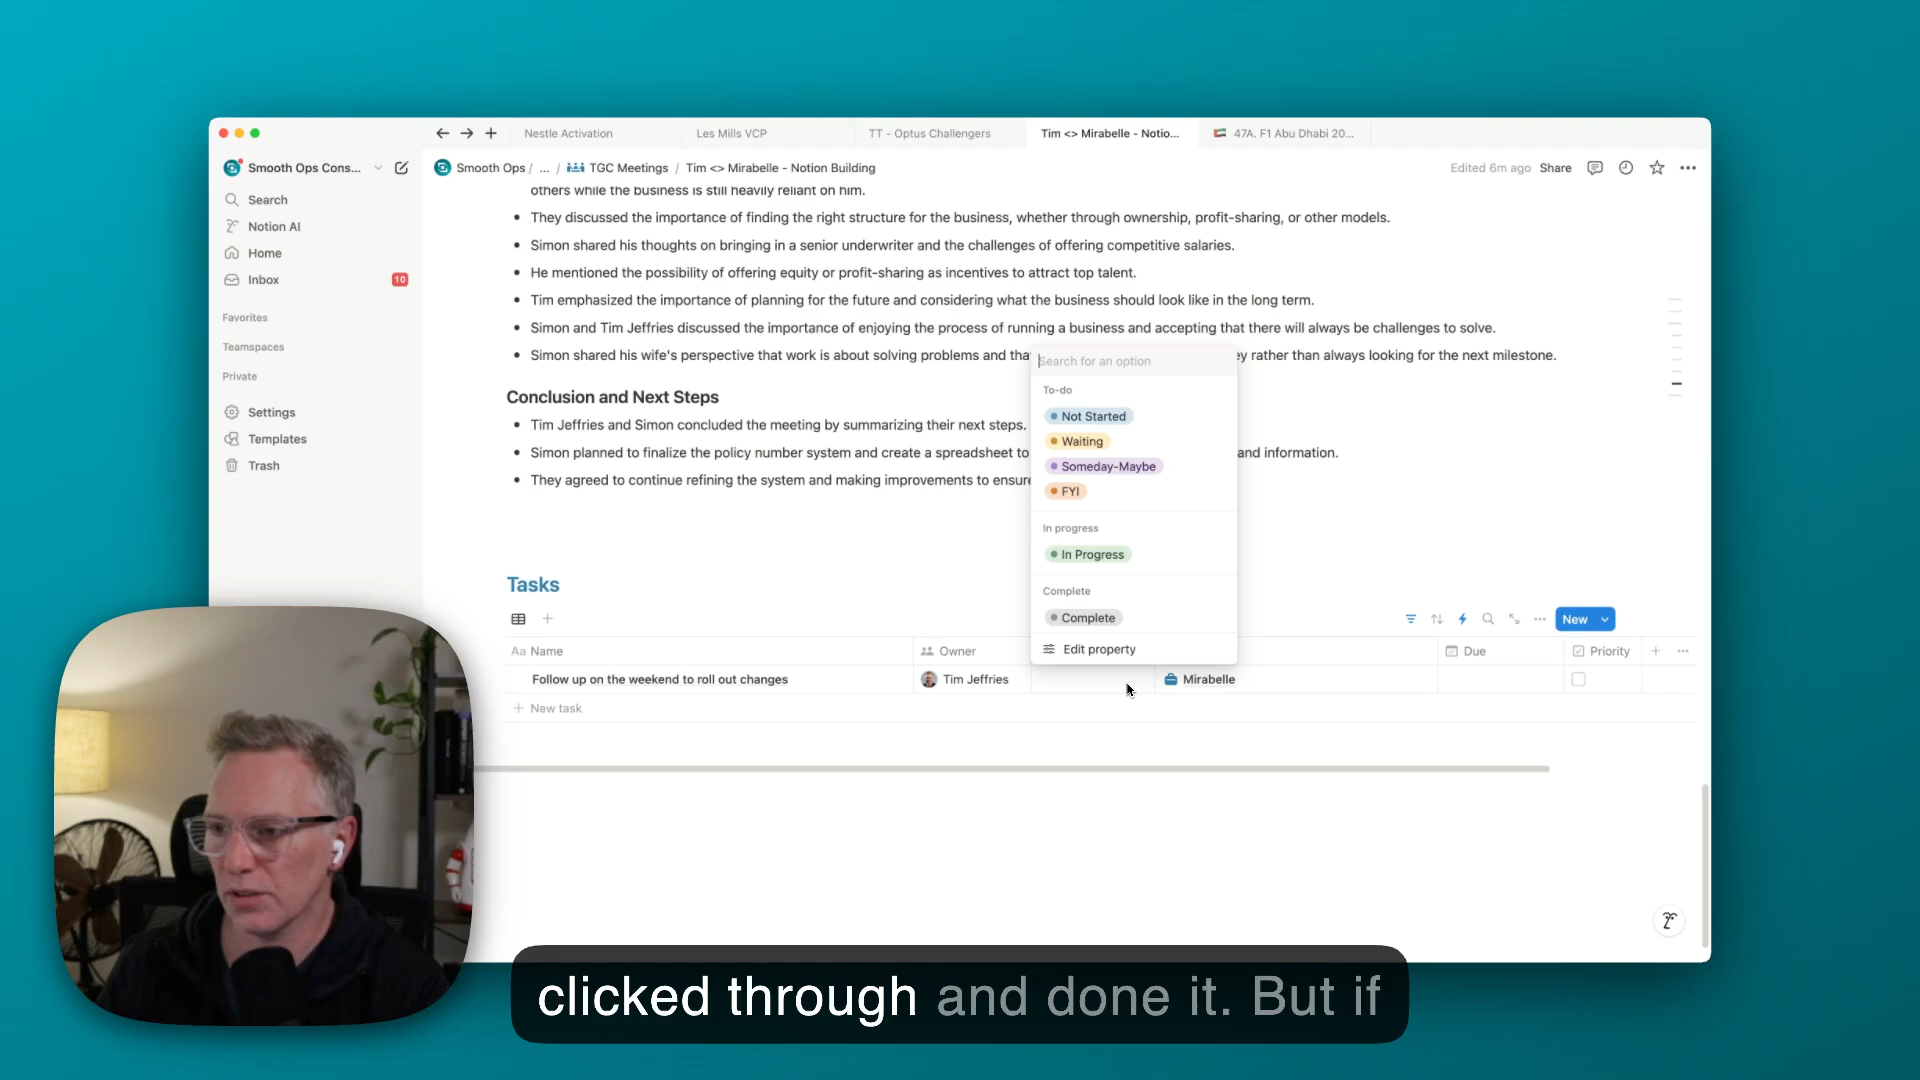 Nestle Activation
Les Mills VCP
TT - Optus Challengers
Tim <> Mirabelle - Notio...
47A. F1 Abu Dhabi 20...
Smooth Ops Cons...
Smooth Ops / ... / TGC Meetings / Tim <> Mirabelle - Notion Building
Edited 6m ago Share
Search
Notion AI
Home
Inbox 10
Favorites
Teamspaces
Private
Settings
Templates
Trash
others while the business is still heavily reliant on him.
• They discussed the importance of finding the right structure for the business, whether through ownership, profit-sharing, or other models.
• Simon shared his thoughts on bringing in a senior underwriter and the challenges of offering competitive salaries.
• He mentioned the possibility of offering equity or profit-sharing as incentives to attract top talent.
• Tim emphasized the importance of planning for the future and considering what the business should look like in the long term.
• Simon and Tim Jeffries discussed the importance of enjoying the process of running a business and accepting that there will always be challenges to solve.
• Simon shared his wife's perspective that work is about solving problems and tha ey rather than always looking for the next milestone.
Conclusion and Next Steps
• Tim Jeffries and Simon concluded the meeting by summarizing their next steps.
• Simon planned to finalize the policy number system and create a spreadsheet to and information.
• They agreed to continue refining the system and making improvements to ensure
Search for an option
To-do
Not Started
Waiting
Someday-Maybe
FYI
In progress
In Progress
Complete
Complete
Edit property
Tasks
New
Aa Name Owner Due Priority
Follow up on the weekend to roll out changes Tim Jeffries Mirabelle
New task
clicked through and done it. But if